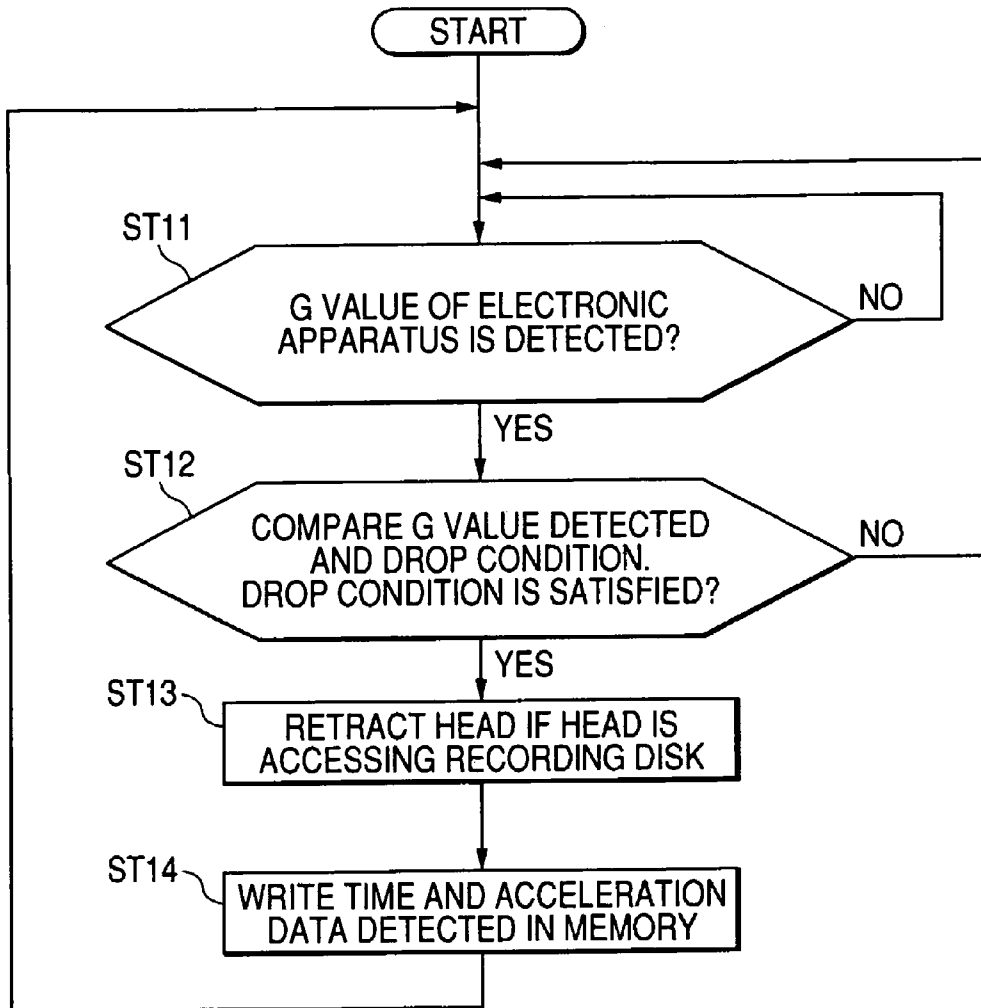 START
ST11
G VALUE OF ELECTRONIC
APPARATUS IS DETECTED?
NO
YES
ST12
COMPARE G VALUE DETECTED
AND DROP CONDITION.
DROP CONDITION IS SATISFIED?
NO
YES
ST13
RETRACT HEAD IF HEAD IS
ACCESSING RECORDING DISK
ST14
WRITE TIME AND ACCELERATION
DATA DETECTED IN MEMORY